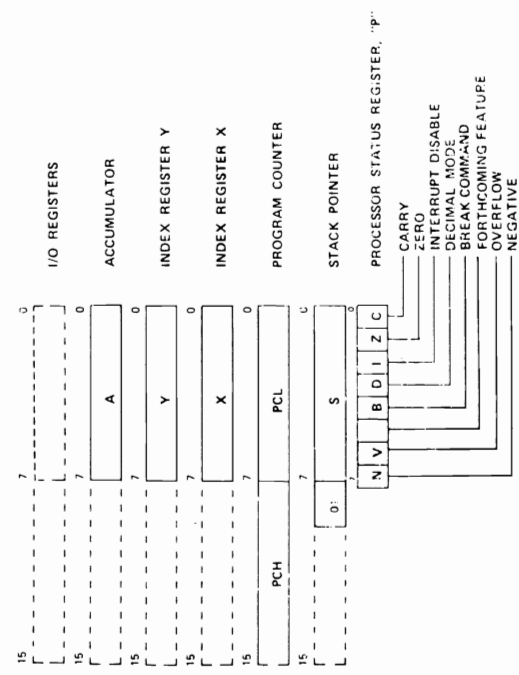 15 7 0 I/O REGISTERS
15 7 A 0 ACCUMULATOR
15 7 Y 0 INDEX REGISTER Y
15 7 X 0 INDEX REGISTER X
15 PCH 7 PCL 0 PROGRAM COUNTER
15 7 S STACK POINTER
7 N V B D I Z C 0 PROCESSOR STATUS REGISTER, "P"
CARRY
ZERO
INTERRUPT DISABLE
DECIMAL MODE
BREAK COMMAND
FORTHCOMING FEATURE
OVERFLOW
NEGATIVE